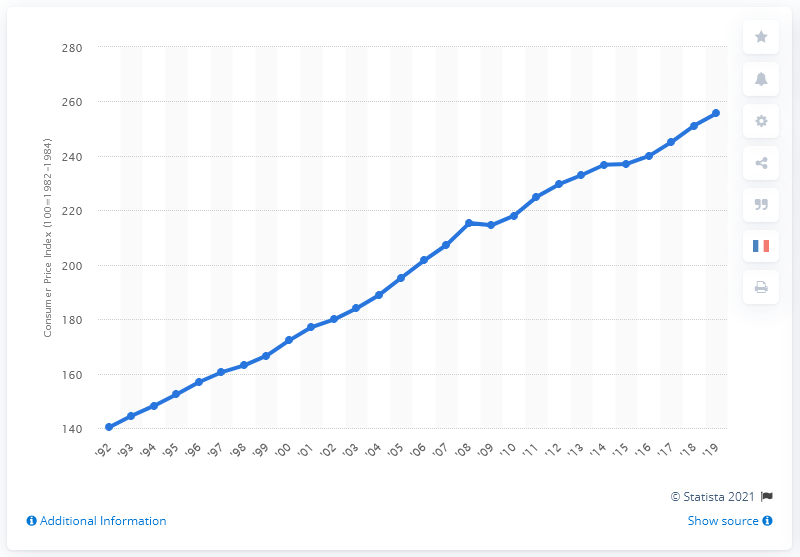 280
260
240
220
200
180
160
140
Consumer Price Index (100=1982-1984)
'92 '93 '94 '95 '96 '97 '98 '99 '00 '01 '02 '03 '04 '05 '06 '07 '08 '09 '10 '11 '12 '13 '14 '15 '16 '17 '18 '19
© Statista 2021
Additional Information
Show source